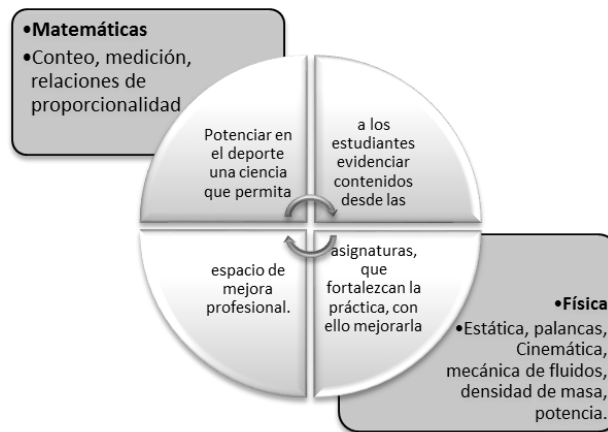 •Matemáticas
•Conteo, medición,
relaciones de
proporcionalidad
Potenciar en
el deporte
una ciencia
que permita
a los
estudiantes
evidenciar
contenidos
desde las
asignaturas,
que
fortalezcan la
práctica, con
ello mejorarla
espacio de
mejora
profesional.
•Física
•Estática, palancas,
Cinemática,
mecánica de fluidos,
densidad de masa,
potencia.